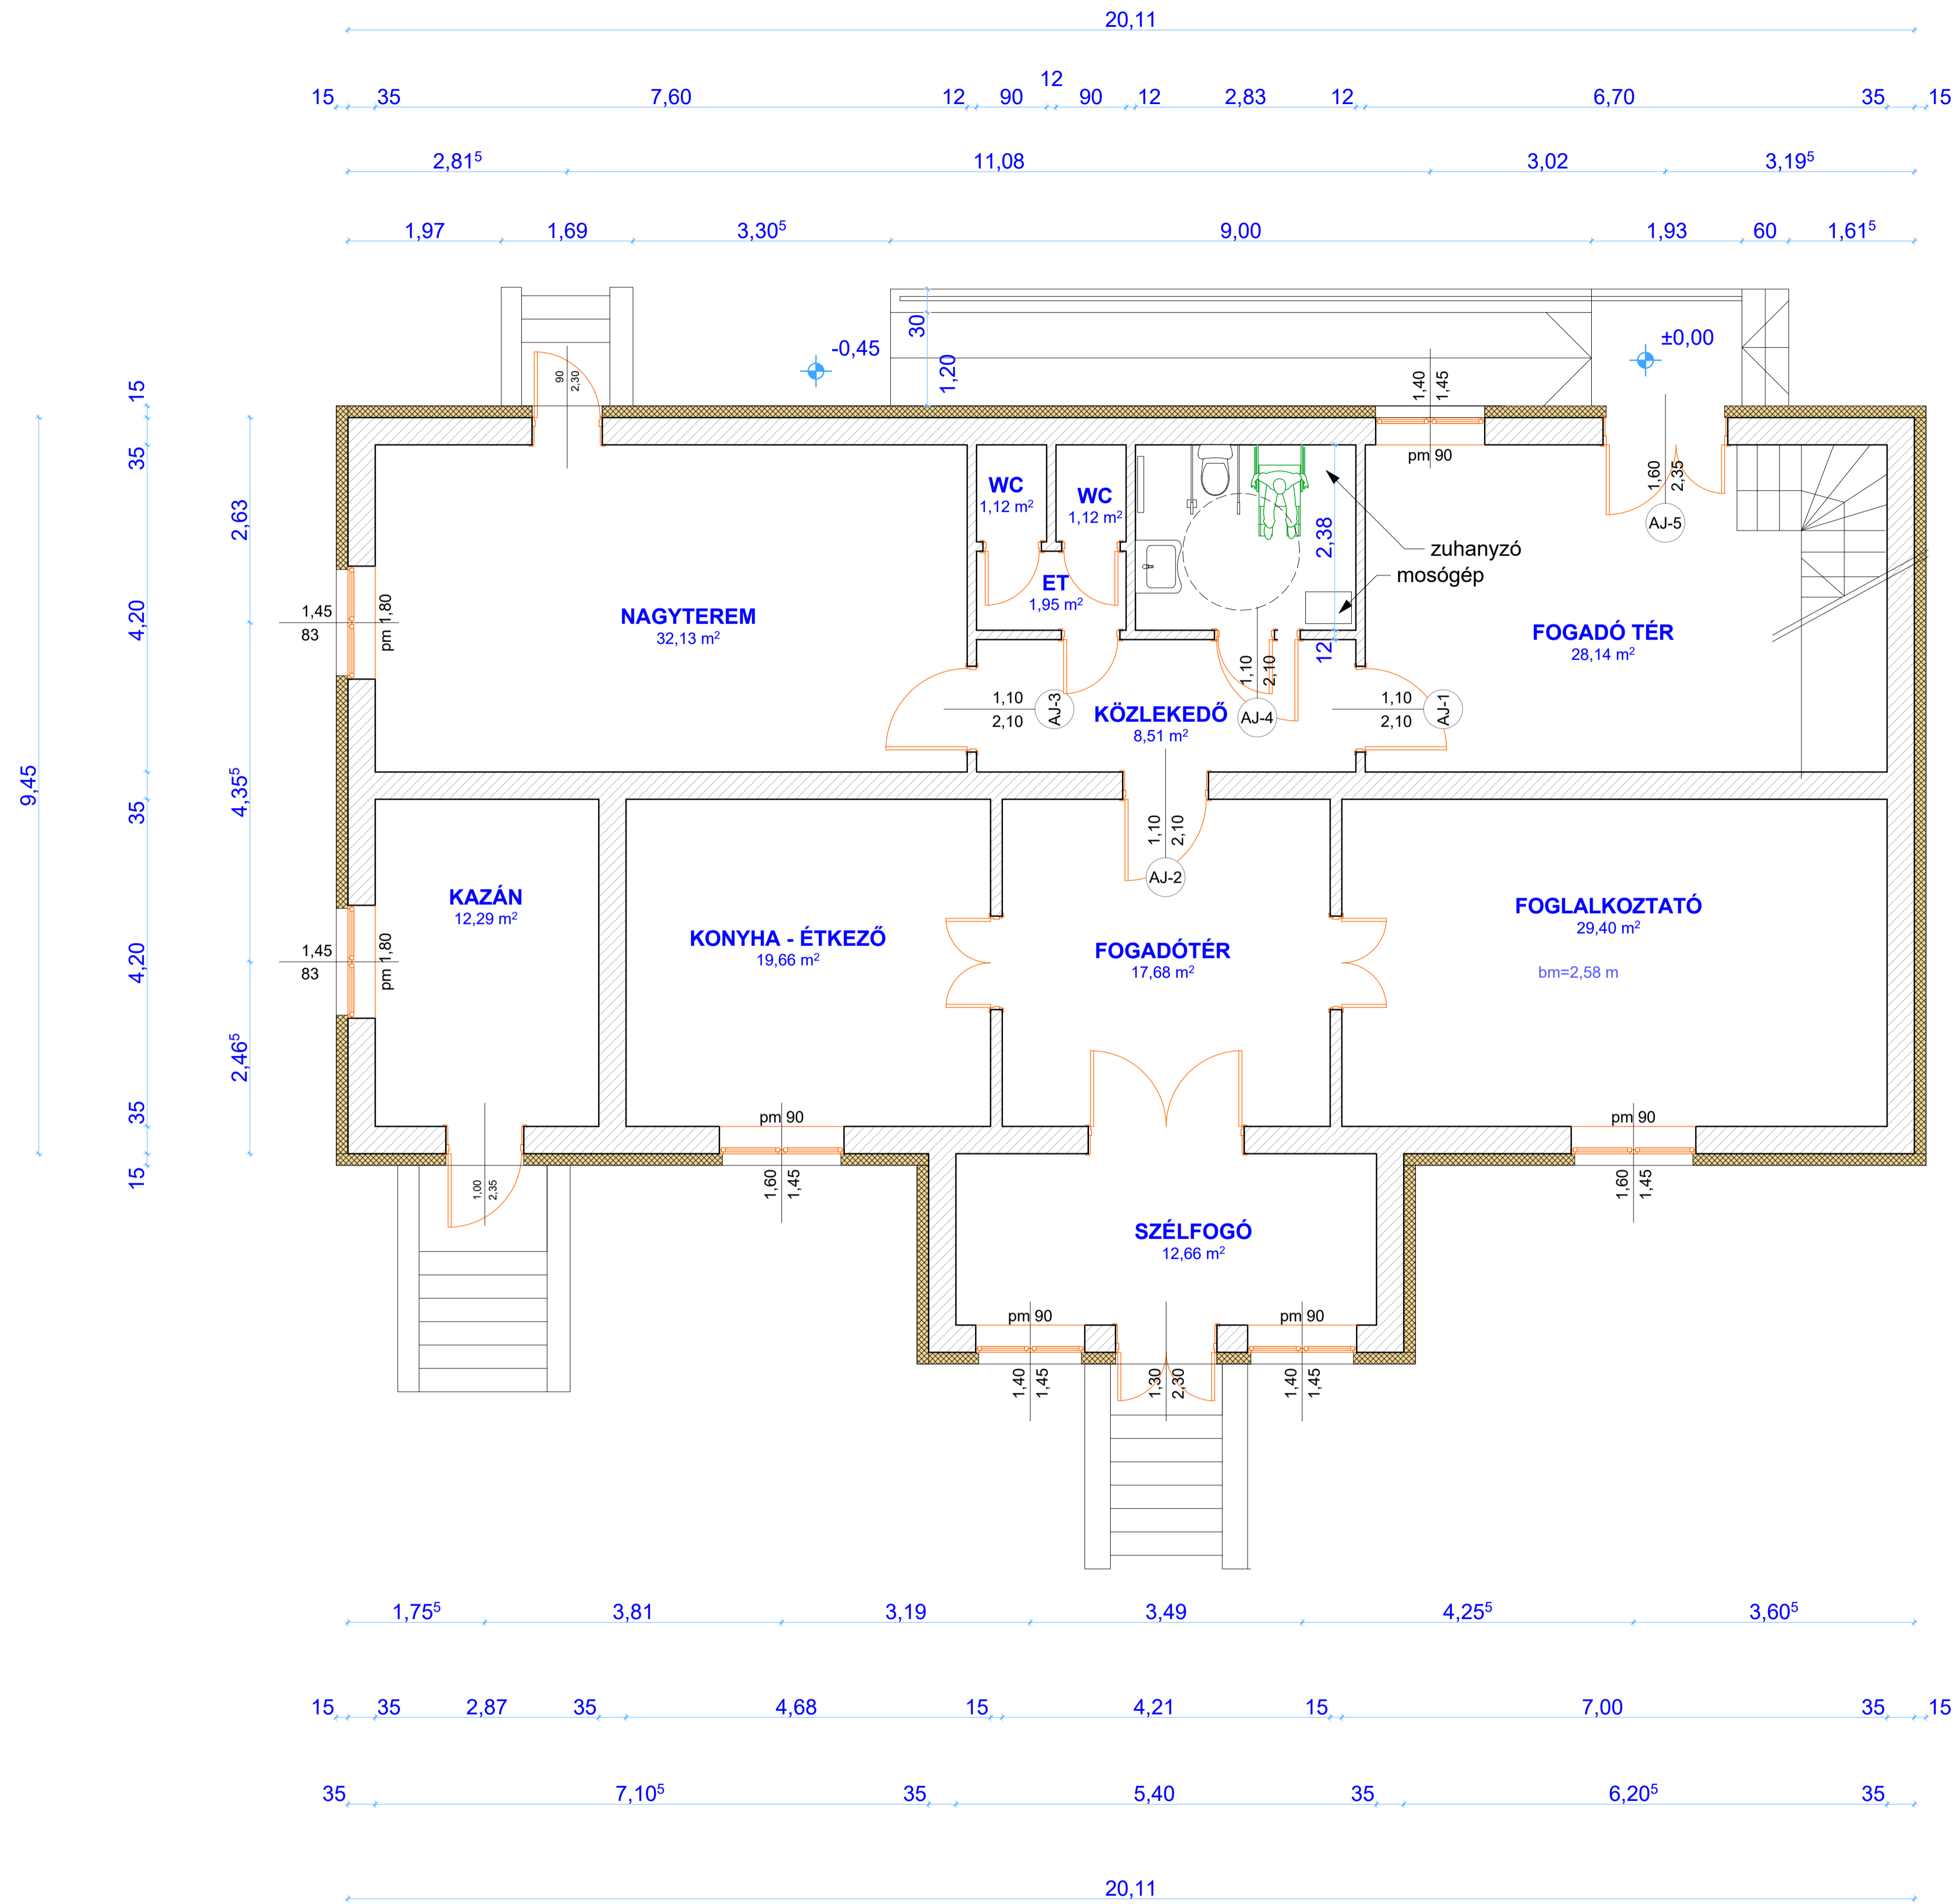 20,11
15 35 7,60 12 90 12 90 12 2,83 12 6,70 35 15
2,81⁵ 11,08 3,02 3,19⁵
1,97 1,69 3,30⁵ 9,00 1,93 60 1,61⁵
30
1,20
-0,45
±0,00
90
2,30
1,40
1,45
pm 90
1,60
2,35
AJ-5
15
35
4,20
35
4,20
35
15
9,45
2,63
4,35⁵
2,46⁵
WC
1,12 m²
WC
1,12 m²
2,38
12
zuhanyzó
mosógép
ET
1,95 m²
NAGYTEREM
32,13 m²
FOGADÓ TÉR
28,14 m²
1,45
83
pm 1,80
1,10
2,10
AJ-3
KÖZLEKEDŐ
8,51 m²
1,10
2,10
AJ-4
1,10
2,10
AJ-1
1,10
2,10
AJ-2
KAZÁN
12,29 m²
KONYHA - ÉTKEZŐ
19,66 m²
FOGADÓTÉR
17,68 m²
FOGLALKOZTATÓ
29,40 m²
bm=2,58 m
1,45
83
pm 1,80
pm 90
1,60
1,45
pm 90
1,60
1,45
1,00
2,35
SZÉLFOGÓ
12,66 m²
pm 90
pm 90
1,40
1,45
1,30
2,30
1,40
1,45
1,75⁵ 3,81 3,19 3,49 4,25⁵ 3,60⁵
15 35 2,87 35 4,68 15 4,21 15 7,00 35 15
35 7,10⁵ 35 5,40 35 6,20⁵ 35
20,11